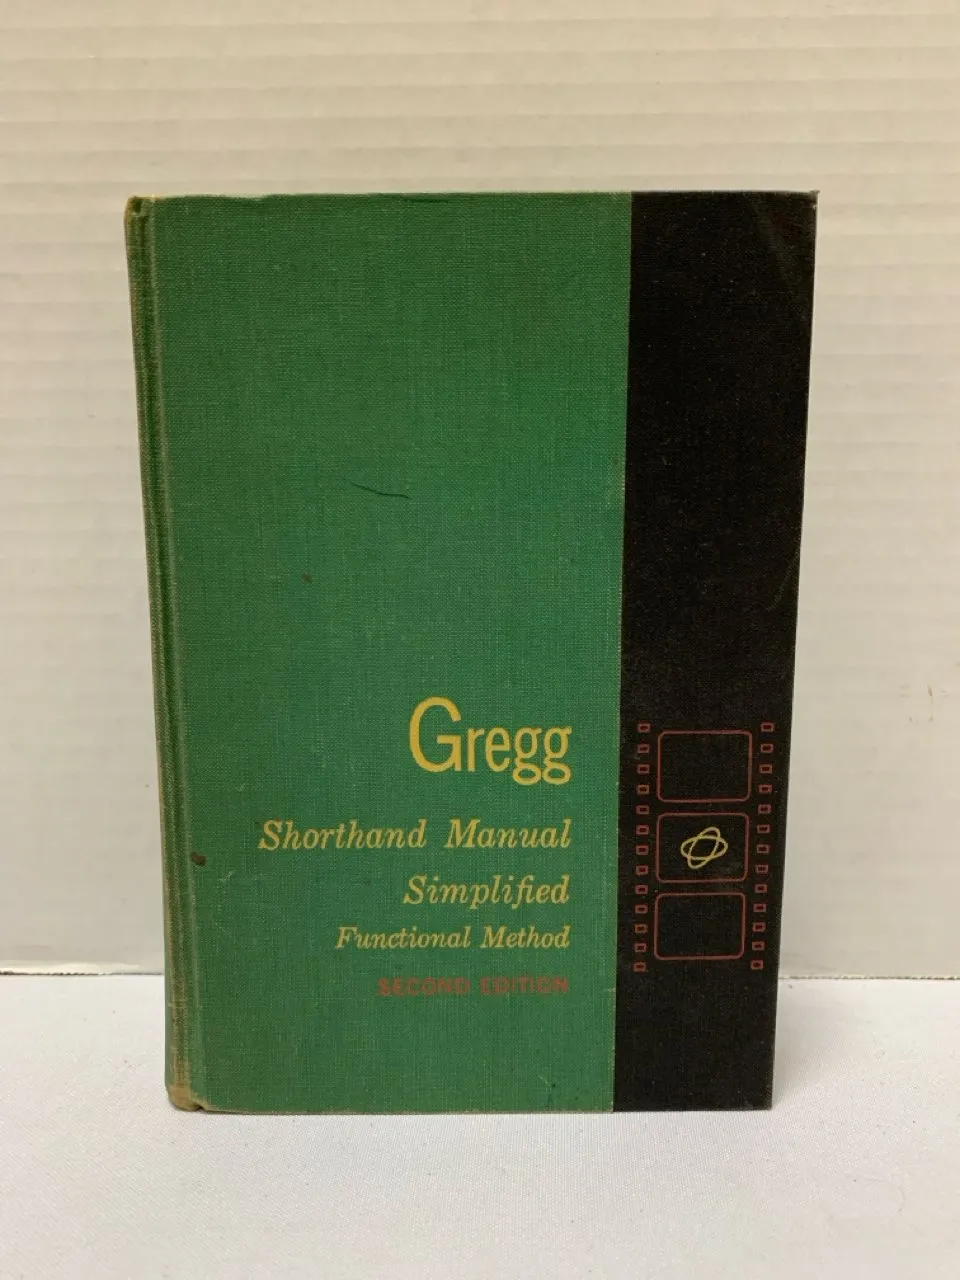 Gregg
Shorthand Manual
Simplified
Functional Method
SECOND EDITION